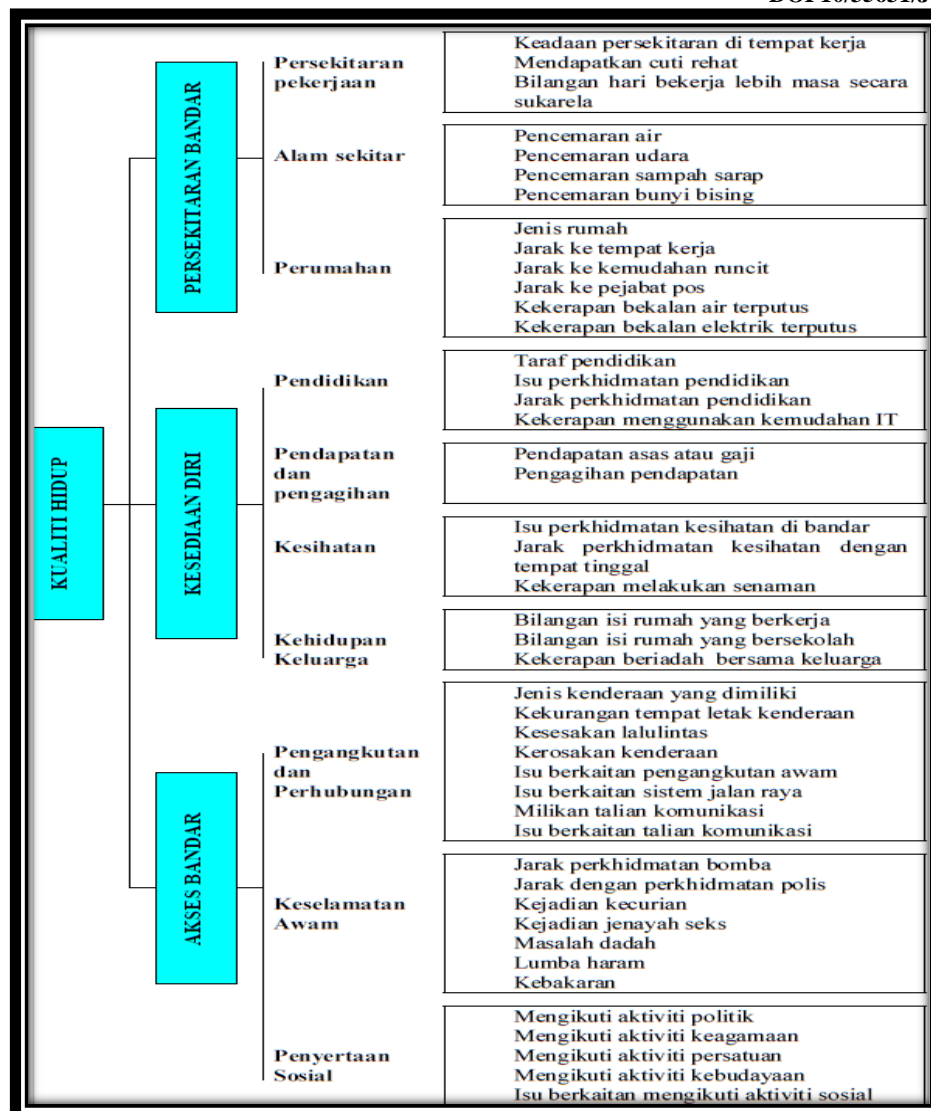 KUALITI HIDUP
PERSEKITARAN BANDAR
Persekitaran
pekerjaan
Keadaan persekitaran di tempat kerja
Mendapatkan cuti rehat
Bilangan hari bekerja lebih masa secara
sukarela
Alam sekitar
Pencemaran air
Pencemaran udara
Pencemaran sampah sarap
Pencemaran bunyi bising
Perumahan
Jenis rumah
Jarak ke tempat kerja
Jarak ke kemudahan runcit
Jarak ke pejabat pos
Kekerapan bekalan air terputus
Kekerapan bekalan elektrik terputus
KESEDIAAN DIRI
Pendidikan
Taraf pendidikan
Isu perkhidmatan pendidikan
Jarak perkhidmatan pendidikan
Kekerapan menggunakan kemudahan IT
Pendapatan
dan
pengagihan
Pendapatan asas atau gaji
Pengagihan pendapatan
Kesihatan
Isu perkhidmatan kesihatan di bandar
Jarak perkhidmatan kesihatan dengan
tempat tinggal
Kekerapan melakukan senaman
Kehidupan
Keluarga
Bilangan isi rumah yang berkerja
Bilangan isi rumah yang bersekolah
Kekerapan beriadah bersama keluarga
AKSES BANDAR
Pengangkutan
dan
Perhubungan
Jenis kenderaan yang dimiliki
Kekurangan tempat letak kenderaan
Kesesakan lalulintas
Kerosakan kenderaan
Isu berkaitan pengangkutan awam
Isu berkaitan sistem jalan raya
Milikan talian komunikasi
Isu berkaitan talian komunikasi
Keselamatan
Awam
Jarak perkhidmatan bomba
Jarak dengan perkhidmatan polis
Kejadian kecurian
Kejadian jenayah seks
Masalah dadah
Lumba haram
Kebakaran
Penyertaan
Sosial
Mengikuti aktiviti politik
Mengikuti aktiviti keagamaan
Mengikuti aktiviti persatuan
Mengikuti aktiviti kebudayaan
Isu berkaitan mengikuti aktiviti sosial